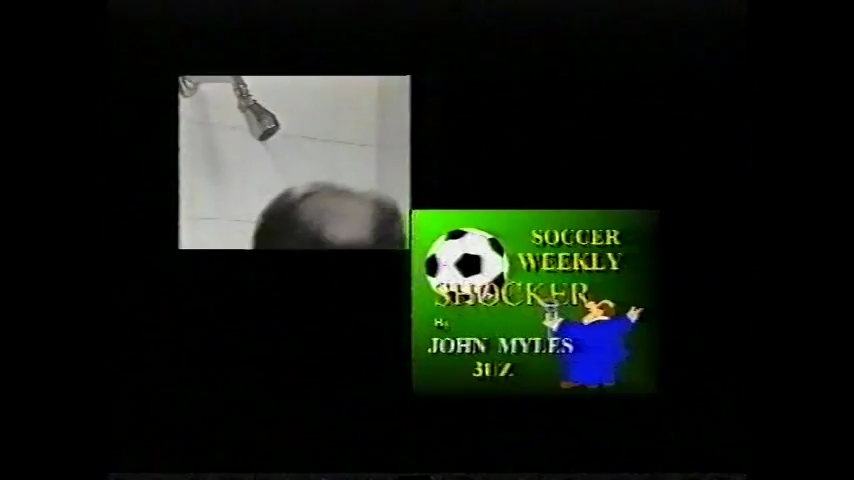 SOCCER
WEEKLY
SHOCKER
By
JOHN MYLES
3UZ